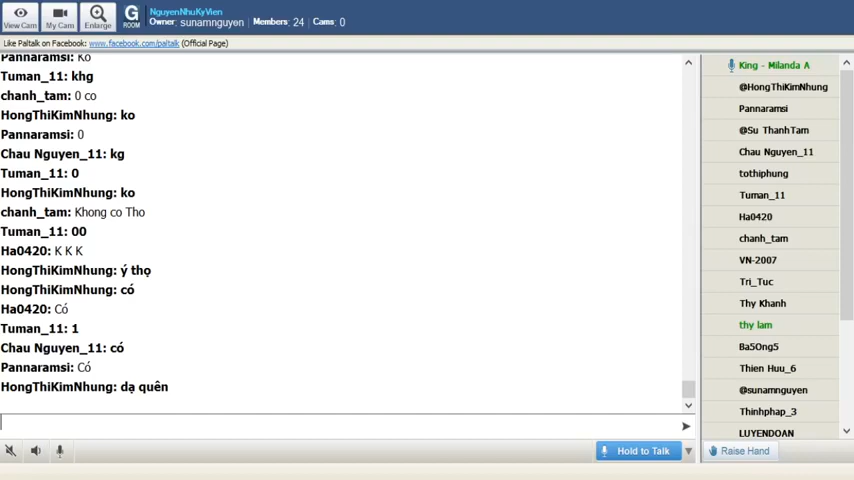 NguyenNhuKyVien
G
ROOM
Owner: sunamnguyen Members: 24 Cams: 0
View Cam
My Cam
Enlarge
Like Paltalk on Facebook: www.facebook.com/paltalk (Official Page)
Pannaramsi: Ko
Tuman_11: khg
chanh_tam: 0 co
HongThiKimNhung: ko
Pannaramsi: 0
Chau Nguyen_11: kg
Tuman_11: 0
HongThiKimNhung: ko
chanh_tam: Khong co Tho
Tuman_11: 00
Ha0420: K K K
HongThiKimNhung: ý thọ
HongThiKimNhung: có
Ha0420: Có
Tuman_11: 1
Chau Nguyen_11: có
Pannaramsi: Có
HongThiKimNhung: dạ quên
King - Milanda A
@HongThiKimNhung
Pannaramsi
@Su ThanhTam
Chau Nguyen_11
tothiphung
Tuman_11
Ha0420
chanh_tam
VN-2007
Tri_Tuc
Thy Khanh
thy lam
Ba5Ong5
Thien Huu_6
@sunamnguyen
Thinhphap_3
LUYENDOAN
Hold to Talk
Raise Hand